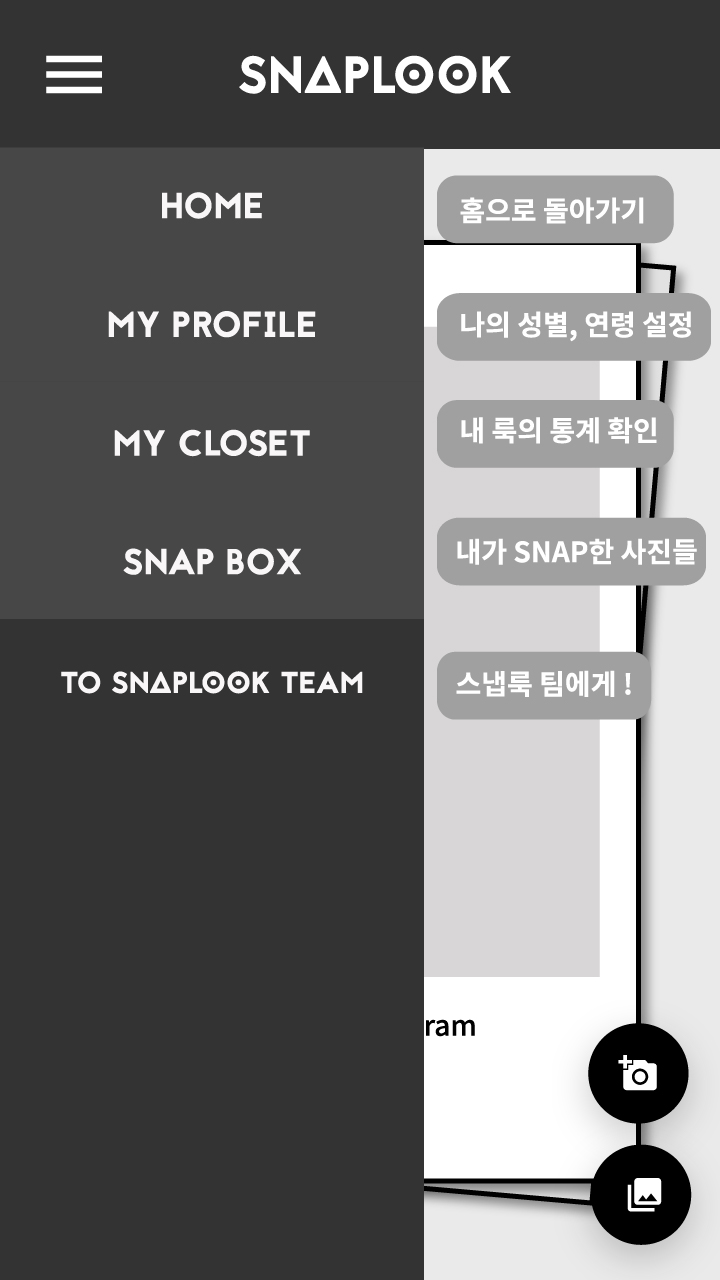 SNAPLOOK
HOME
홈으로 돌아가기
MY PROFILE
나의 성별, 연령 설정
MY CLOSET
내 룩의 통계 확인
SNAP BOX
내가 SNAP한 사진들
TO SNAPLOOK TEAM
스냅룩 팀에게 !
ram